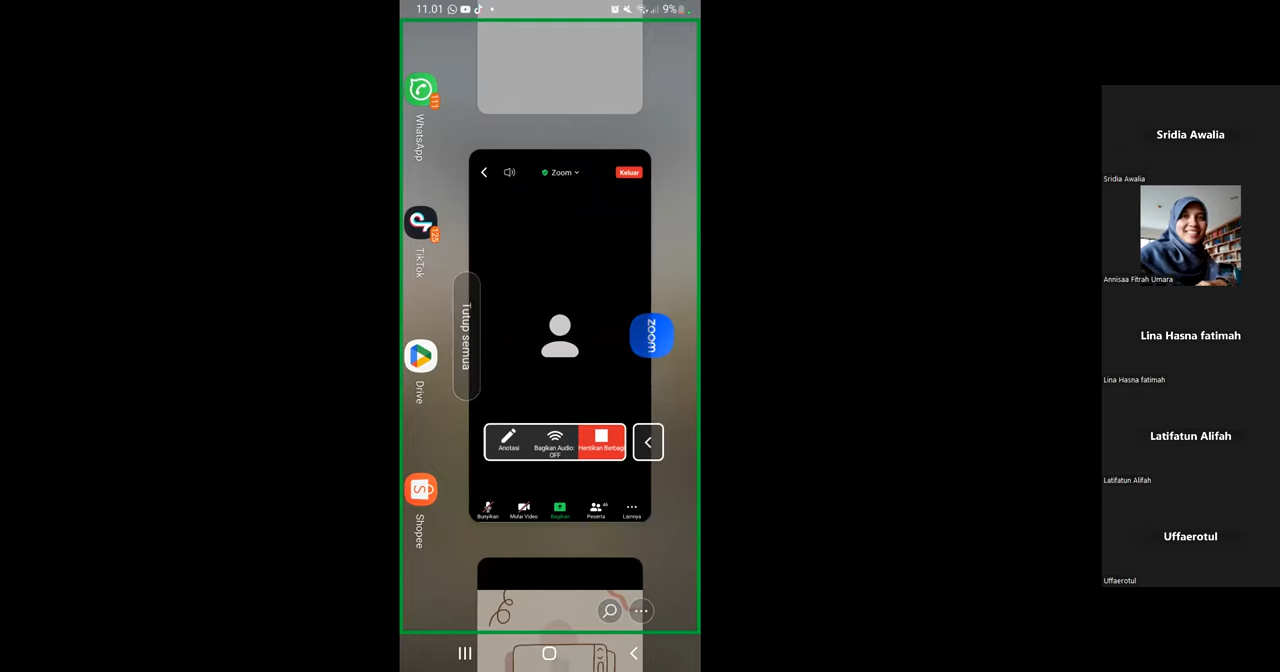 11.01
9%
WhatsApp
111
TikTok
125
Drive
Shopee
Tutup semua
Zoom
Keluar
zoom
Anotasi
Bagikan Audio:
OFF
Hentikan Berbagi
Bunyikan
Mulai Video
Bagikan
Peserta
46
Lainnya
Sridia Awalia
Sridia Awalia
Annisaa Fitrah Umara
Lina Hasna fatimah
Lina Hasna fatimah
Latifatun Alifah
Latifatun Alifah
Uffaerotul
Uffaerotul